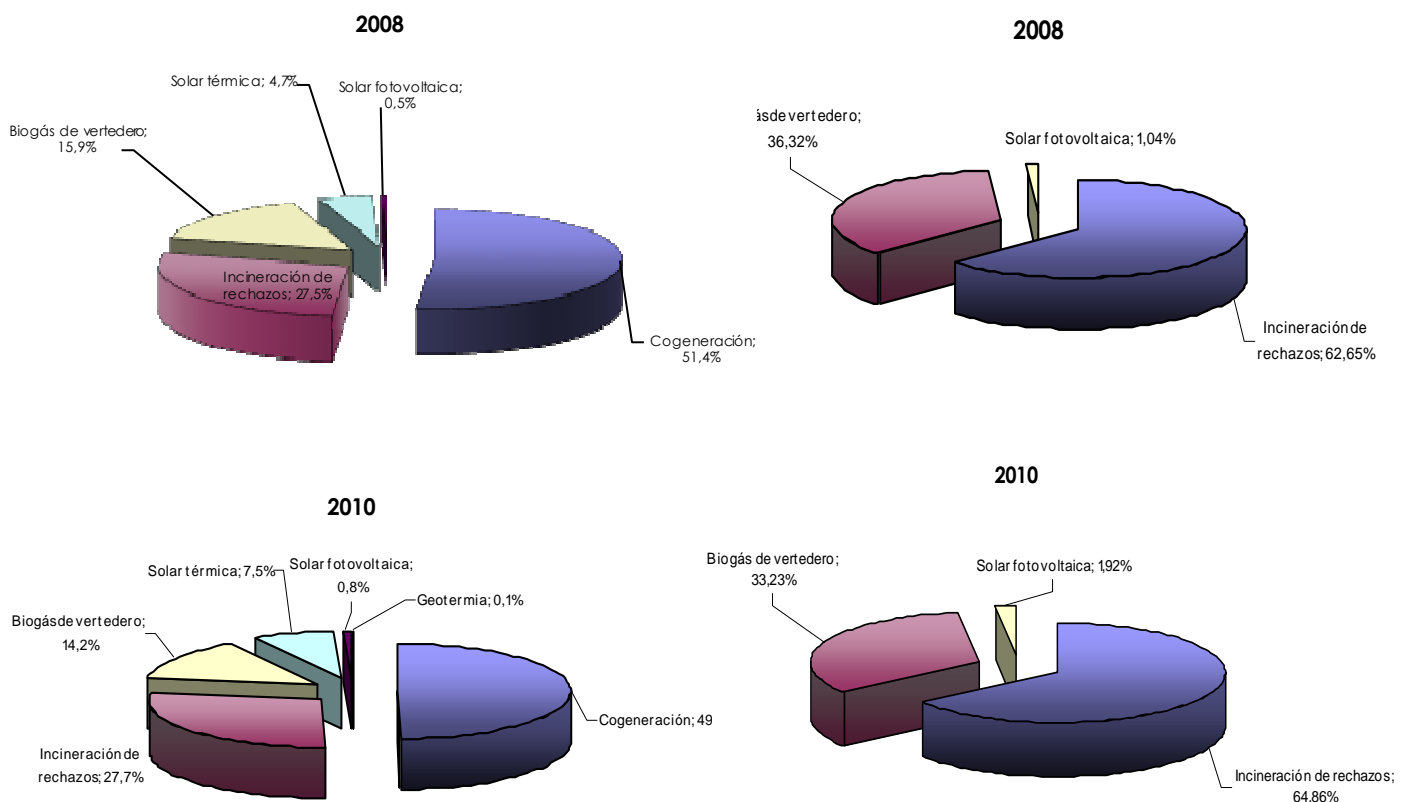 2008
Solar térmica; 4,7%
Solar fotovoltaica;
0,5%
Biogás de vertedero;
15,9%
Incineración de
rechazos; 27,5%
Cogeneración;
51,4%
2008
ásde vertedero;
36,32%
Solar fotovoltaica; 1,04%
Incineración de
rechazos; 62,65%
2010
Solar térmica; 7,5%
Solar fotovoltaica;
0,8%
Geotermia; 0,1%
Biogás de vertedero;
14,2%
Cogeneración; 49
Incineración de
rechazos; 27,7%
2010
Biogás de vertedero;
33,23%
Solar fotovoltaica; 1,92%
Incineración de rechazos;
64,86%